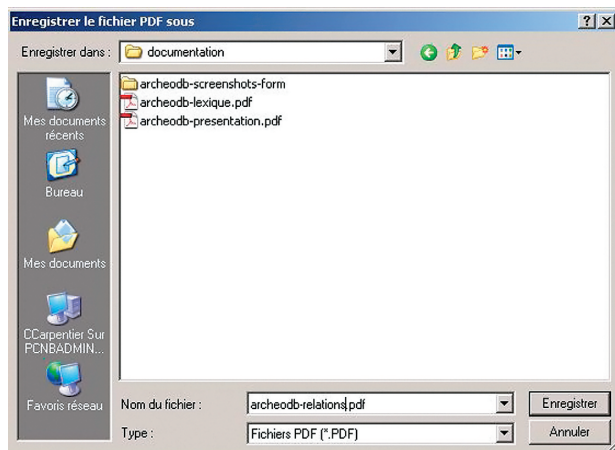 Enregistrer le fichier PDF sous
Enregistrer dans :
documentation
archeodb-screenshots-form
archeodb-lexique.pdf
archeodb-presentation.pdf
Mes documents
récents
Bureau
Mes documents
CCarpentier Sur
PCNBADMIN...
Favoris réseau
Nom du fichier :
archeodb-relations.pdf
Enregistrer
Type :
Fichiers PDF (*.PDF)
Annuler